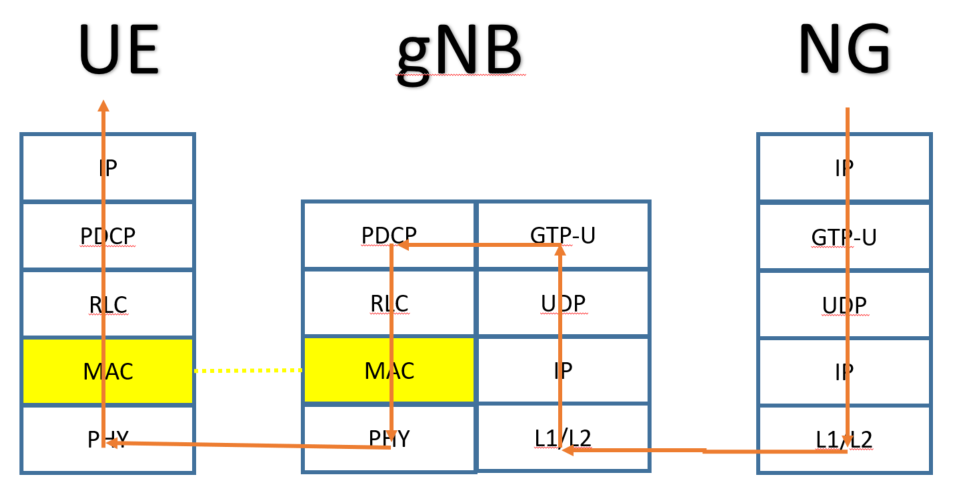 UE gNB NG
IP IP
PDCP PDCP GTP-U GTP-U
RLC RLC UDP UDP
MAC MAC IP IP
PHY PHY L1/L2 L1/L2